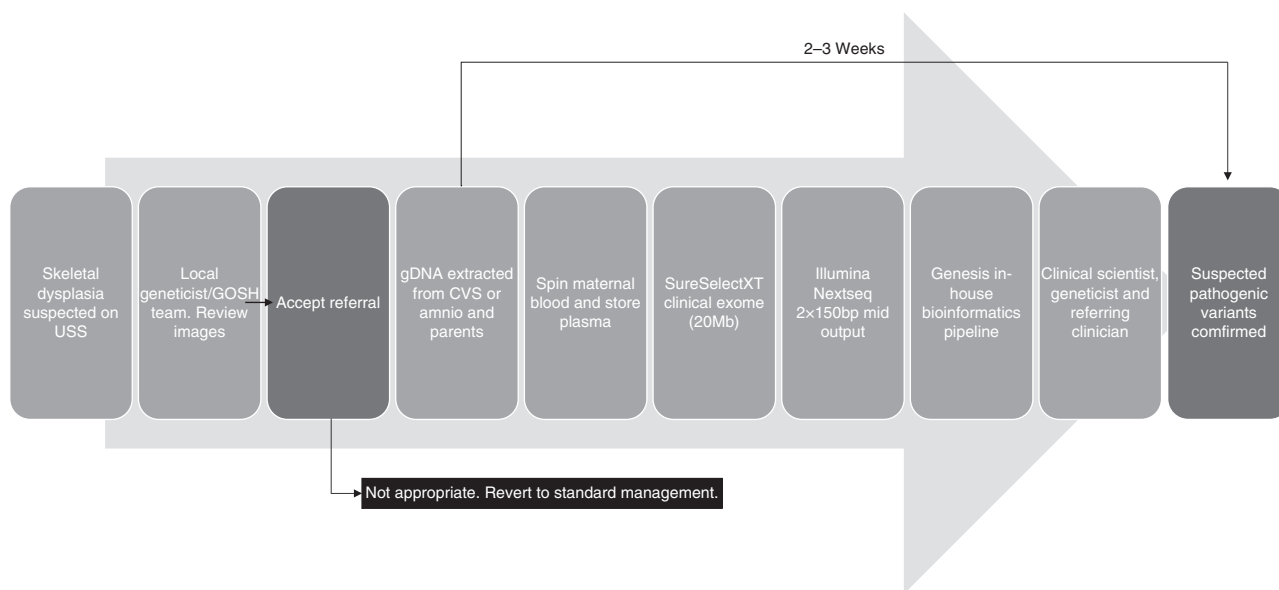 2–3 Weeks
Skeletal
dysplasia
suspected on
USS
Local
geneticist/GOSH
team. Review
images
Accept referral
gDNA extracted
from CVS or
amnio and
parents
Spin maternal
blood and store
plasma
SureSelectXT
clinical exome
(20Mb)
Illumina
Nextseq
2×150bp mid
output
Genesis in-
house
bioinformatics
pipeline
Clinical scientist,
geneticist and
referring
clinician
Suspected
pathogenic
variants
comfirmed
Not appropriate. Revert to standard management.